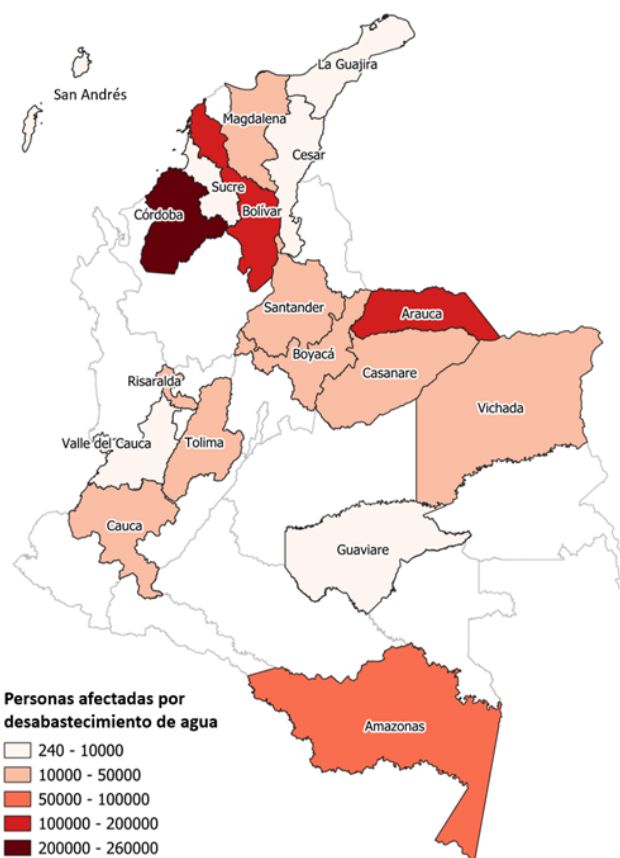 La Guajira
San Andrés
Magdalena
Cesar
Sucre
Córdoba
Bolívar
Santander
Arauca
Boyacá
Casanare
Risaralda
Vichada
Valle del Cauca
Tolima
Cauca
Guaviare
Amazonas
Personas afectadas por
desabastecimiento de agua
240 - 10000
10000 - 50000
50000 - 100000
100000 - 200000
200000 - 260000